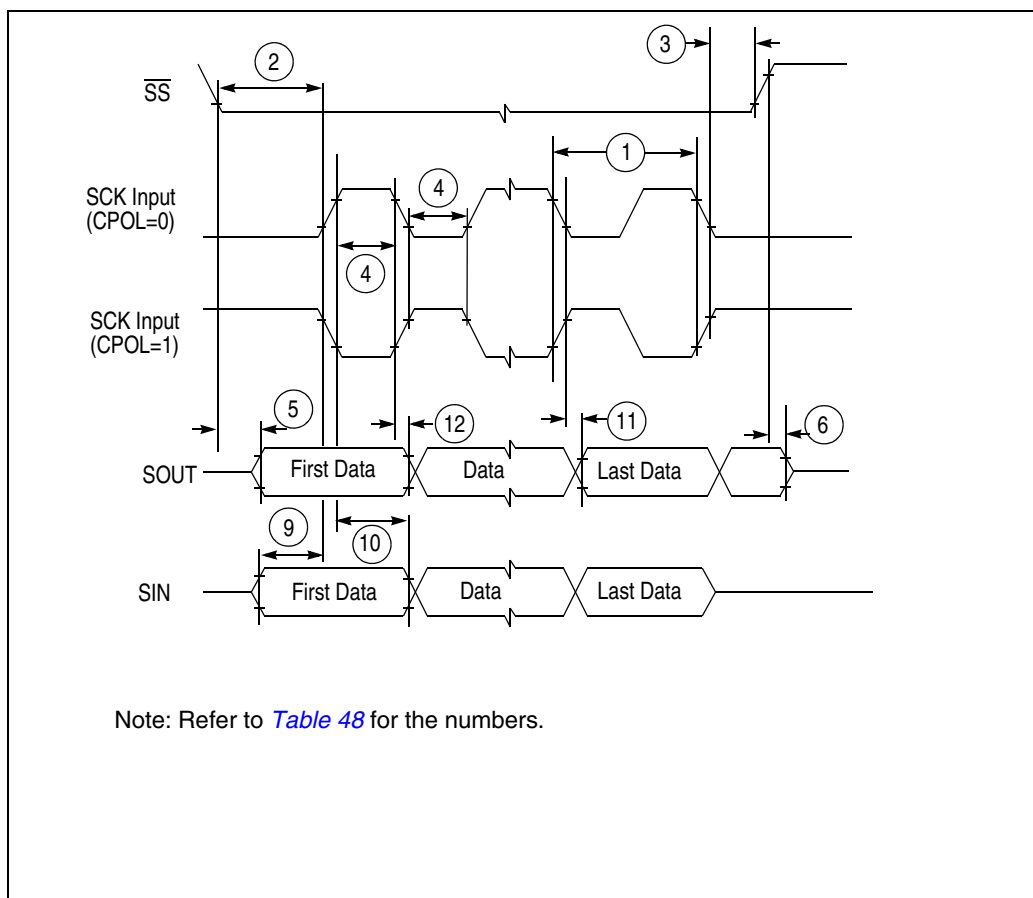 3
2
SS
1
SCK Input
(CPOL=0)
4
4
SCK Input
(CPOL=1)
5
12
11
6
SOUT
First Data
Data
Last Data
9
10
SIN
First Data
Data
Last Data
Note: Refer to Table 48 for the numbers.